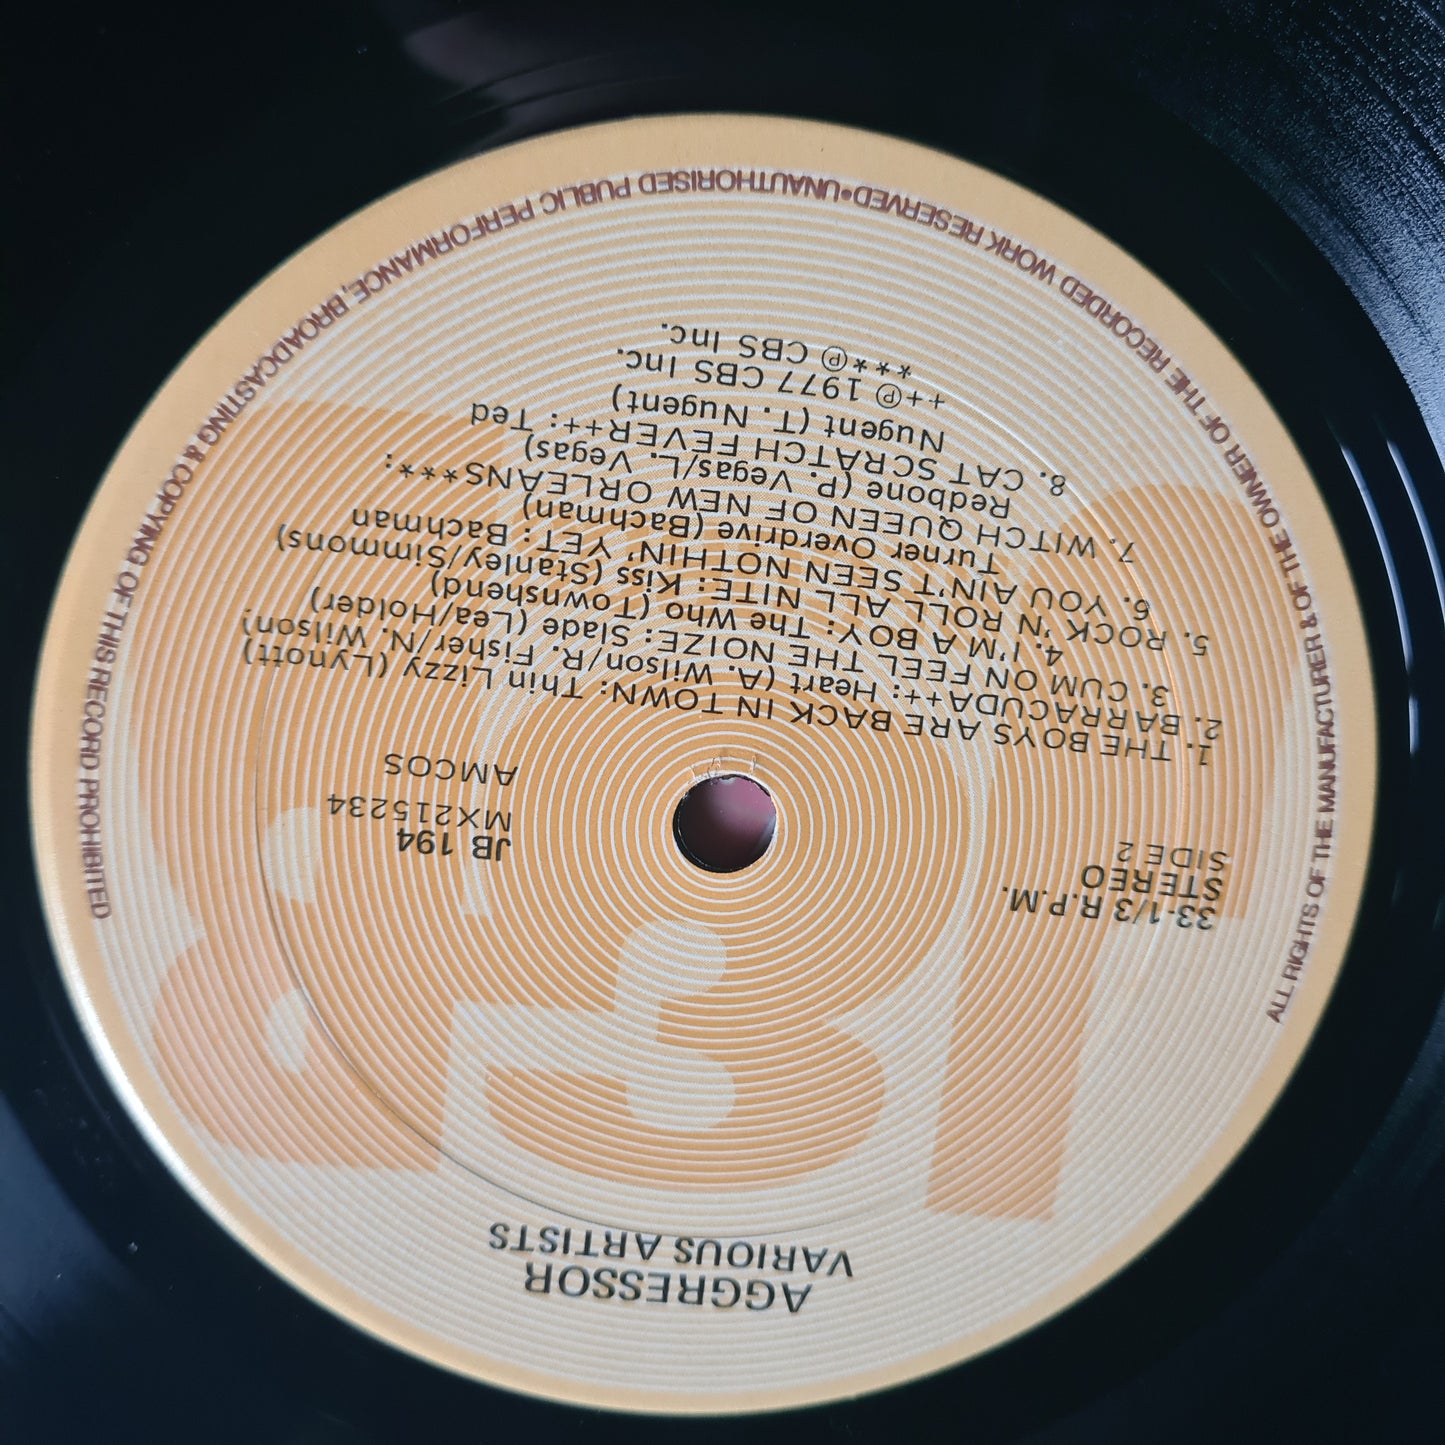 AGGRESSOR
VARIOUS ARTISTS
33-1/3 R.P.M.
STEREO
SIDE 2
JB 194
MX215234
AMCOS
1. THE BOYS ARE BACK IN TOWN: Thin Lizzy (Lynott)
2. BARRACUDA++: Heart (A. Wilson/R. Fisher/N. Wilson)
3. CUM ON FEEL THE NOIZE: Slade (Lea/Holder)
4. I'M A BOY: The Who (Townshend)
5. ROCK 'N ROLL ALL NITE: Kiss (Stanley/Simmons)
6. YOU AIN'T SEEN NOTHIN' YET: Bachman
Turner Overdrive (Bachman)
7. WITCH QUEEN OF NEW ORLEANS***:
Redbone (P. Vegas/L. Vegas)
8. CAT SCRATCH FEVER++: Ted
Nugent (T. Nugent)
++℗ 1977 CBS Inc.
***℗ CBS Inc.
ALL RIGHTS OF THE MANUFACTURER & OF THE OWNER OF THE RECORDED WORK RESERVED•UNAUTHORISED PUBLIC PERFORMANCE, BROADCASTING & COPYING OF THIS RECORD PROHIBITED